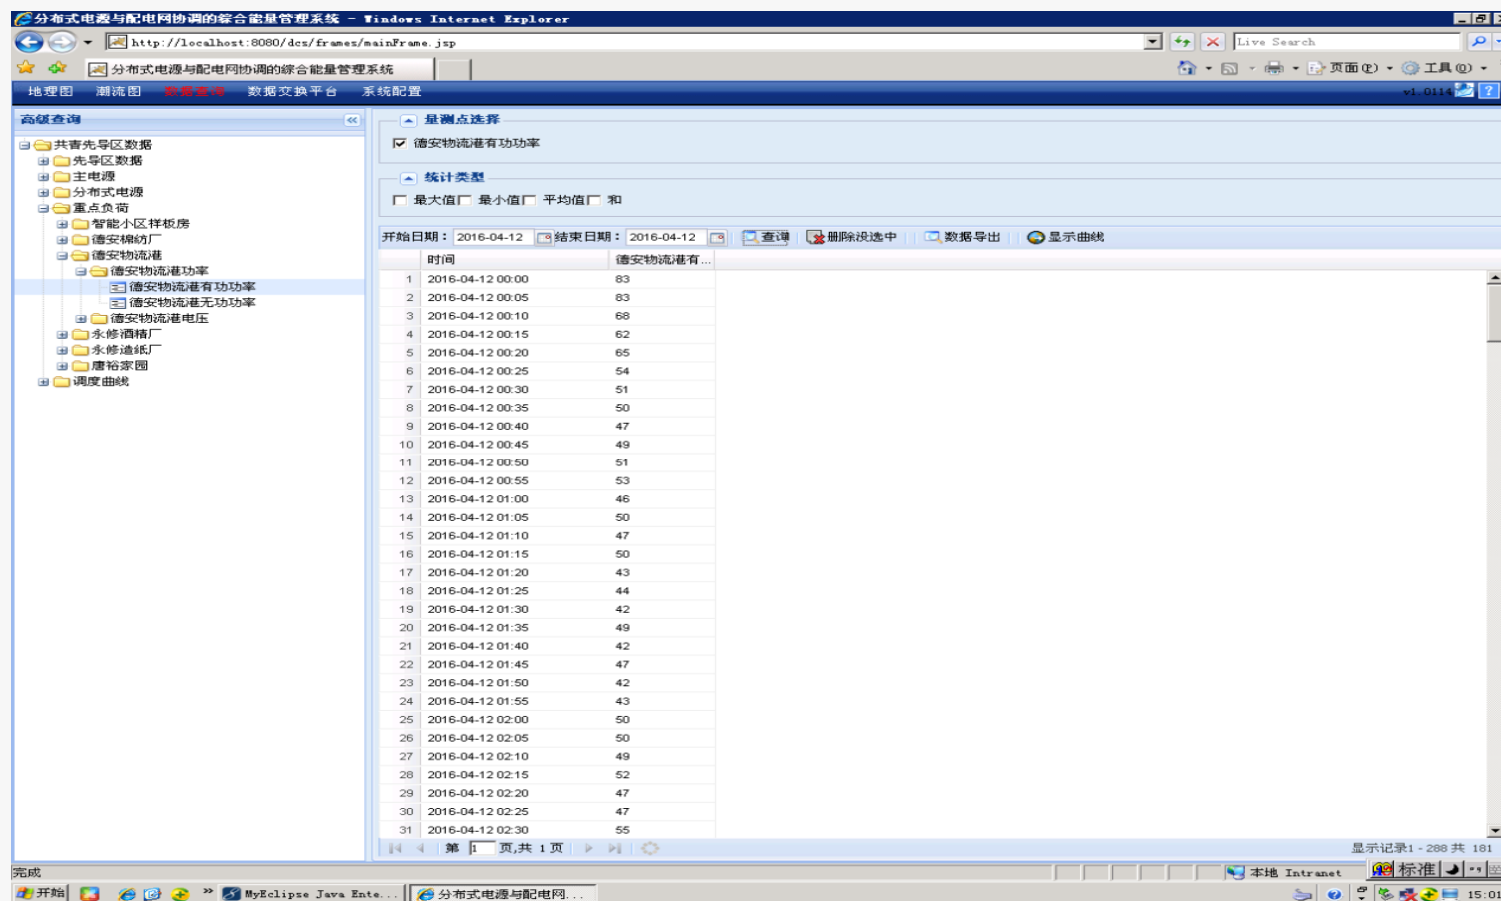 分布式电源与配电网协调的综合能量管理系统 - Windows Internet Explorer
http://localhost:8080/dcs/frames/mainFrame.jsp
Live Search
分布式电源与配电网协调的综合能量管理系统
页面(P)
工具(O)
地理图 潮流图 数据查询 数据交换平台 系统配置
v1.0114
高级查询
共青先导区数据
先导区数据
主电源
分布式电源
重点负荷
智能小区样板房
德安棉纺厂
德安物流港
德安物流港功率
德安物流港有功功率
德安物流港无功功率
德安物流港电压
永修酒精厂
永修造纸厂
唐裕家园
调度曲线
量测点选择
德安物流港有功功率
统计类型
最大值 最小值 平均值 和
开始日期: 2016-04-12 结束日期: 2016-04-12 查询 删除没选中 数据导出 显示曲线
时间 德安物流港有...
1 2016-04-12 00:00 83
2 2016-04-12 00:05 83
3 2016-04-12 00:10 68
4 2016-04-12 00:15 62
5 2016-04-12 00:20 65
6 2016-04-12 00:25 54
7 2016-04-12 00:30 51
8 2016-04-12 00:35 50
9 2016-04-12 00:40 47
10 2016-04-12 00:45 49
11 2016-04-12 00:50 51
12 2016-04-12 00:55 53
13 2016-04-12 01:00 46
14 2016-04-12 01:05 50
15 2016-04-12 01:10 47
16 2016-04-12 01:15 50
17 2016-04-12 01:20 43
18 2016-04-12 01:25 44
19 2016-04-12 01:30 42
20 2016-04-12 01:35 49
21 2016-04-12 01:40 42
22 2016-04-12 01:45 47
23 2016-04-12 01:50 42
24 2016-04-12 01:55 43
25 2016-04-12 02:00 50
26 2016-04-12 02:05 50
27 2016-04-12 02:10 49
28 2016-04-12 02:15 52
29 2016-04-12 02:20 47
30 2016-04-12 02:25 47
31 2016-04-12 02:30 55
第 1 页,共 1 页
显示记录1 - 288 共 181
完成
本地 Intranet
标准
开始
MyEclipse Java Ente...
分布式电源与配电网...
15:01